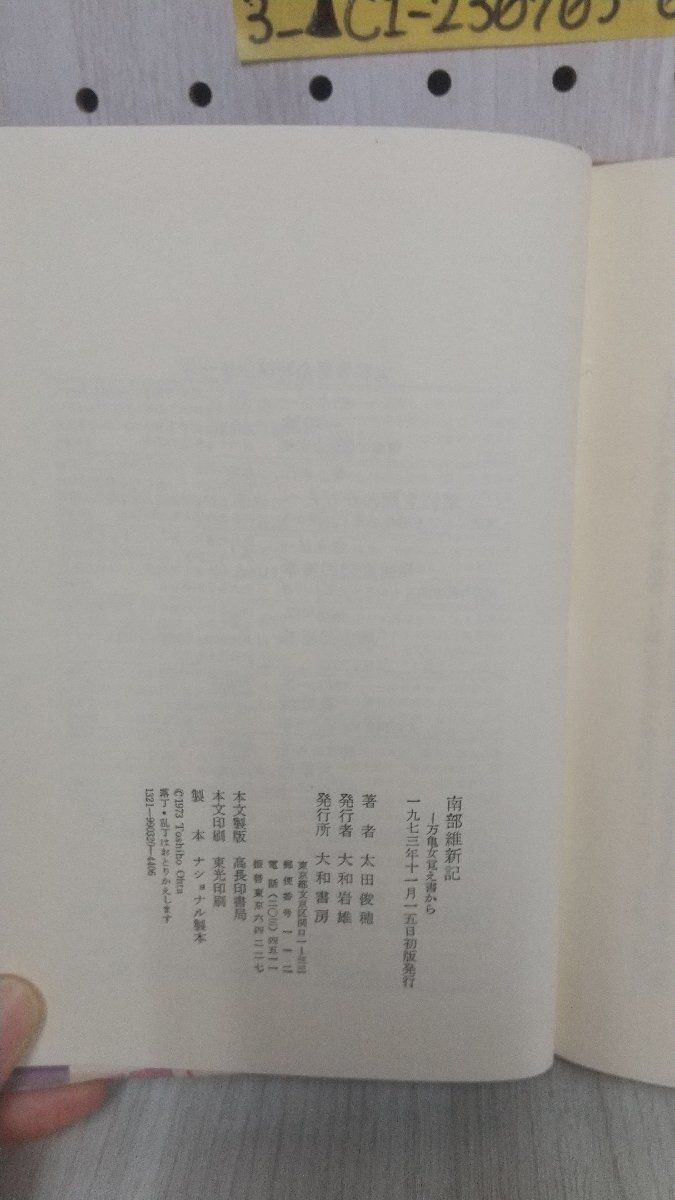 3_▲C1-230705
南部維新記
―万亀女覚え書から
一九七三年十一月一五日初版発行
著者 太田俊穂
発行者 大和岩雄
発行所 大和書房
東京都文京区関口一―三三
郵便番号 一一二
電話(二〇三)四五一一
振替東京六四二二七
本文製版 高長印書局
本文印刷 東光印刷
製本 ナショナル製本
©1973 Toshiho Ohta
落丁・乱丁はおとりかえします
1321―990320―4406